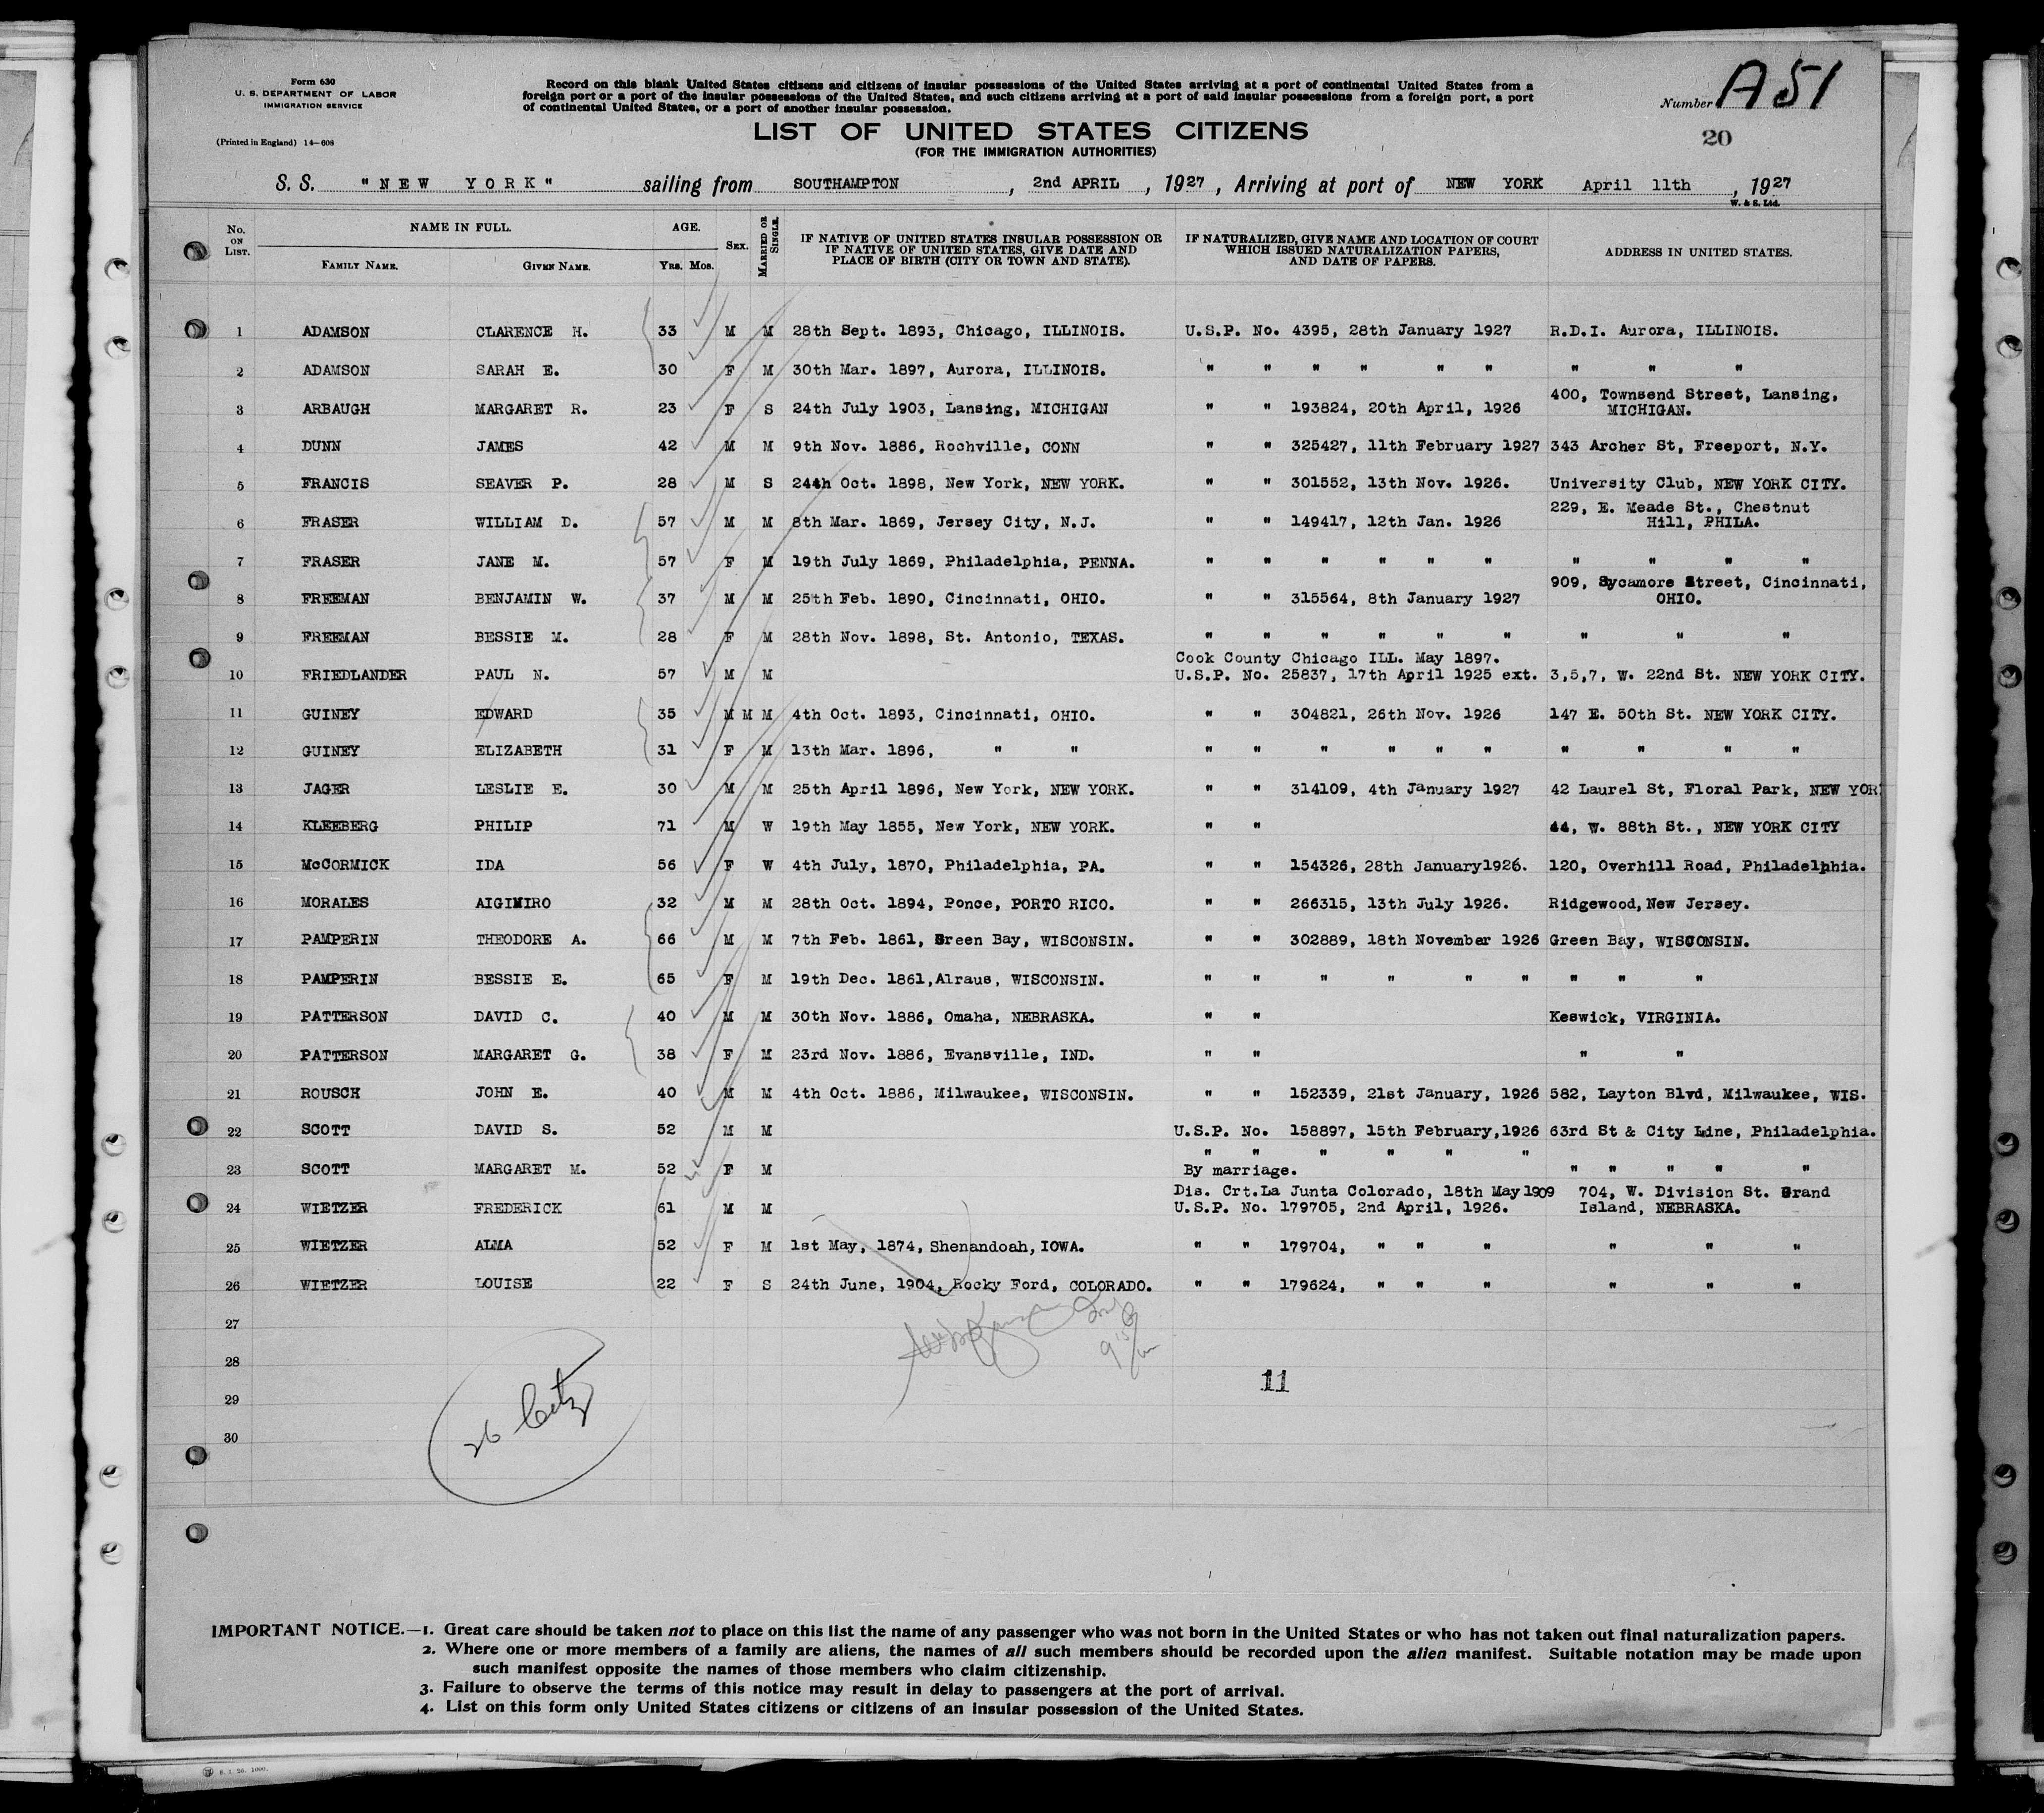 Form 630
U. S. DEPARTMENT OF LABOR
IMMIGRATION SERVICE
(Printed in England) 14—608
Record on this blank United States citizens and citizens of insular possessions of the United States arriving at a port of continental United States from a
foreign port or a port of the insular possessions of the United States, and such citizens arriving at a port of said insular possessions from a foreign port, a port
of continental United States, or a port of another insular possession.
Number A51
20
LIST OF UNITED STATES CITIZENS
(FOR THE IMMIGRATION AUTHORITIES)
S. S. "NEW YORK" sailing from SOUTHAMPTON, 2nd APRIL, 1927, Arriving at port of NEW YORK April 11th, 1927
W. & S. Ltd.
No. ON LIST. NAME IN FULL. FAMILY NAME. GIVEN NAME. AGE. YRS. MOS. SEX. MARRIED OR SINGLE. IF NATIVE OF UNITED STATES INSULAR POSSESSION OR IF NATIVE OF UNITED STATES, GIVE DATE AND PLACE OF BIRTH (CITY OR TOWN AND STATE). IF NATURALIZED, GIVE NAME AND LOCATION OF COURT WHICH ISSUED NATURALIZATION PAPERS, AND DATE OF PAPERS. ADDRESS IN UNITED STATES.
1 ADAMSON CLARENCE H. 33 M M 28th Sept. 1893, Chicago, ILLINOIS. U.S.P. No. 4395, 28th January 1927 R.D.I. Aurora, ILLINOIS.
2 ADAMSON SARAH E. 30 F M 30th Mar. 1897, Aurora, ILLINOIS. " " " " " " " " "
3 ARBAUGH MARGARET R. 23 F S 24th July 1903, Lansing, MICHIGAN " " 193824, 20th April, 1926 400, Townsend Street, Lansing, MICHIGAN.
4 DUNN JAMES 42 M M 9th Nov. 1886, Rochville, CONN " " 325427, 11th February 1927 343 Archer St, Freeport, N.Y.
5 FRANCIS SEAVER P. 28 M S 24th Oct. 1898, New York, NEW YORK. " " 301552, 13th Nov. 1926. University Club, NEW YORK CITY.
6 FRASER WILLIAM D. 57 M M 8th Mar. 1869, Jersey City, N.J. " " 149417, 12th Jan. 1926 229, E. Meade St., Chestnut Hill, PHILA.
7 FRASER JANE M. 57 F M 19th July 1869, Philadelphia, PENNA. " " " " " " " " " "
8 FREEMAN BENJAMIN W. 37 M M 25th Feb. 1890, Cincinnati, OHIO. " " 315564, 8th January 1927 909, Sycamore Street, Cincinnati, OHIO.
9 FREEMAN BESSIE M. 28 F M 28th Nov. 1898, St. Antonio, TEXAS. " " " " " " " " "
10 FRIEDLANDER PAUL N. 57 M M Cook County Chicago ILL. May 1897. U.S.P. No. 25837, 17th April 1925 ext. 3,5,7, W. 22nd St. NEW YORK CITY.
11 GUINEY EDWARD 35 M M M 4th Oct. 1893, Cincinnati, OHIO. " " 304821, 26th Nov. 1926 147 E. 50th St. NEW YORK CITY.
12 GUINEY ELIZABETH 31 F M 13th Mar. 1896, " " " " " " " " " " " "
13 JAGER LESLIE E. 30 M M 25th April 1896, New York, NEW YORK. " " 314109, 4th January 1927 42 Laurel St, Floral Park, NEW YOR
14 KLEEBERG PHILIP 71 M W 19th May 1855, New York, NEW YORK. " " 44, W. 88th St., NEW YORK CITY
15 McCORMICK IDA 56 F W 4th July, 1870, Philadelphia, PA. " " 154326, 28th January1926. 120, Overhill Road, Philadelphia.
16 MORALES AIGIMIRO 32 M M 28th Oct. 1894, Ponce, PORTO RICO. " " 266315, 13th July 1926. Ridgewood, New Jersey.
17 PAMPERIN THEODORE A. 66 M M 7th Feb. 1861, Green Bay, WISCONSIN. " " 302889, 18th November 1926 Green Bay, WISCONSIN.
18 PAMPERIN BESSIE E. 65 F M 19th Dec. 1861,Alraus, WISCONSIN. " " " " " " " " "
19 PATTERSON DAVID C. 40 M M 30th Nov. 1886, Omaha, NEBRASKA. " " Keswick, VIRGINIA.
20 PATTERSON MARGARET G. 38 F M 23rd Nov. 1886, Evansville, IND. " " " "
21 ROUSCH JOHN E. 40 M M 4th Oct. 1886, Milwaukee, WISCONSIN. " " 152339, 21st January, 1926 582, Layton Blvd, Milwaukee, WIS.
22 SCOTT DAVID S. 52 M M U.S.P. No. 158897, 15th February,1926 63rd St & City Line, Philadelphia.
23 SCOTT MARGARET M. 52 F M " " " " " " By marriage. " " " " "
24 WIETZER FREDERICK 61 M M Dis. Crt.La Junta Colorado, 18th May 1909 U.S.P. No. 179705, 2nd April, 1926. 704, W. Division St. Grand Island, NEBRASKA.
25 WIETZER ALMA 52 F M 1st May, 1874, Shenandoah, IOWA. " " 179704, " " " " " "
26 WIETZER LOUISE 22 F S 24th June, 1904, Rocky Ford, COLORADO. " " 179624, " " " " " "
27
28
29
30
11
26 Citz
IMPORTANT NOTICE.—1. Great care should be taken not to place on this list the name of any passenger who was not born in the United States or who has not taken out final naturalization papers.
2. Where one or more members of a family are aliens, the names of all such members should be recorded upon the alien manifest. Suitable notation may be made upon
such manifest opposite the names of those members who claim citizenship.
3. Failure to observe the terms of this notice may result in delay to passengers at the port of arrival.
4. List on this form only United States citizens or citizens of an insular possession of the United States.